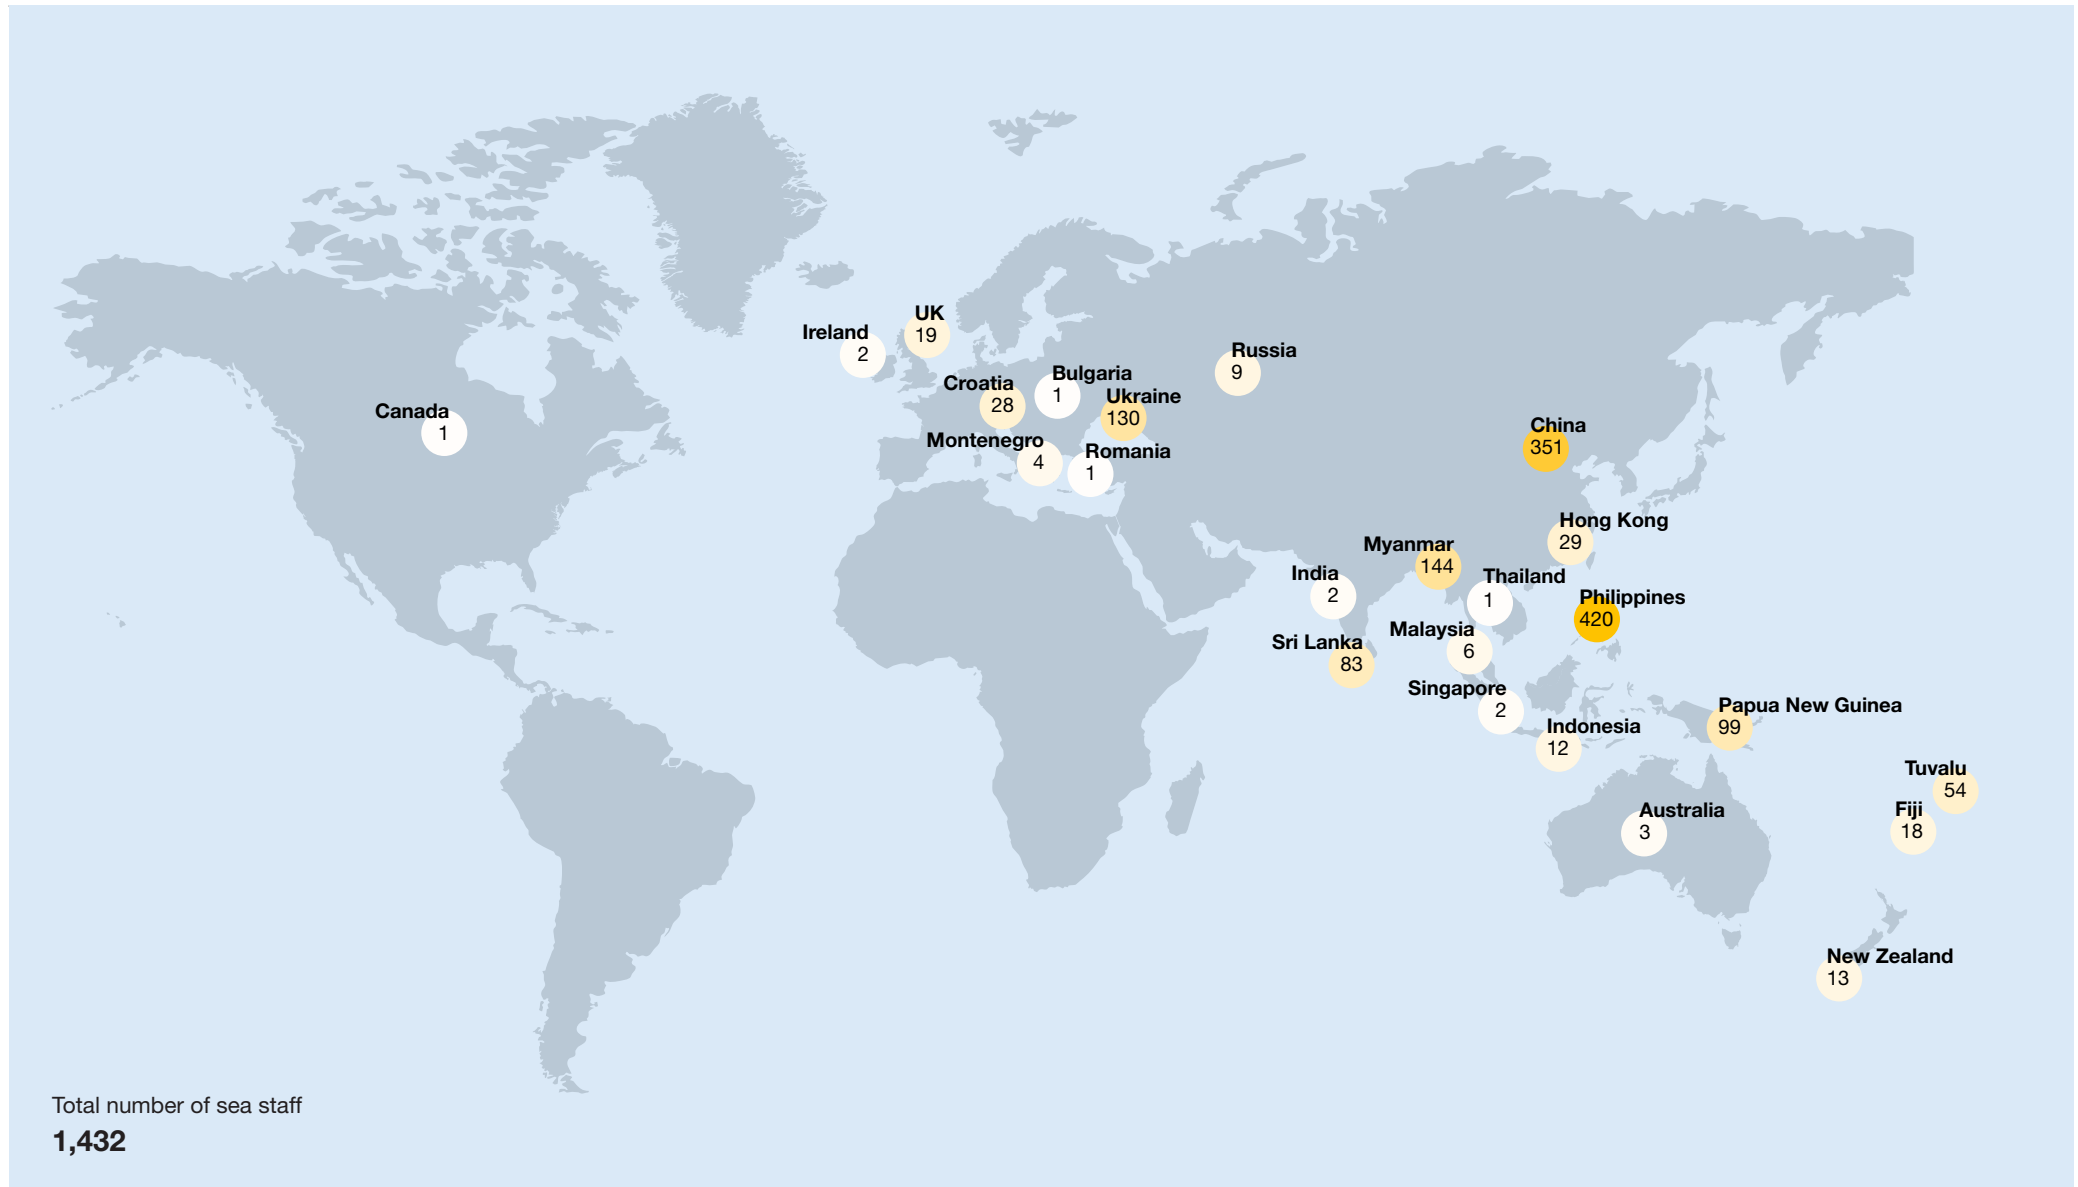 UK
19
Ireland
2
Russia
9
Bulgaria
1
Croatia
28
Ukraine
130
Canada
1
China
351
Montenegro
4
Romania
1
Hong Kong
29
Myanmar
144
India
2
Thailand
1
Philippines
420
Malaysia
6
Sri Lanka
83
Singapore
2
Papua New Guinea
99
Indonesia
12
Tuvalu
54
Fiji
18
Australia
3
New Zealand
13
Total number of sea staff
1,432